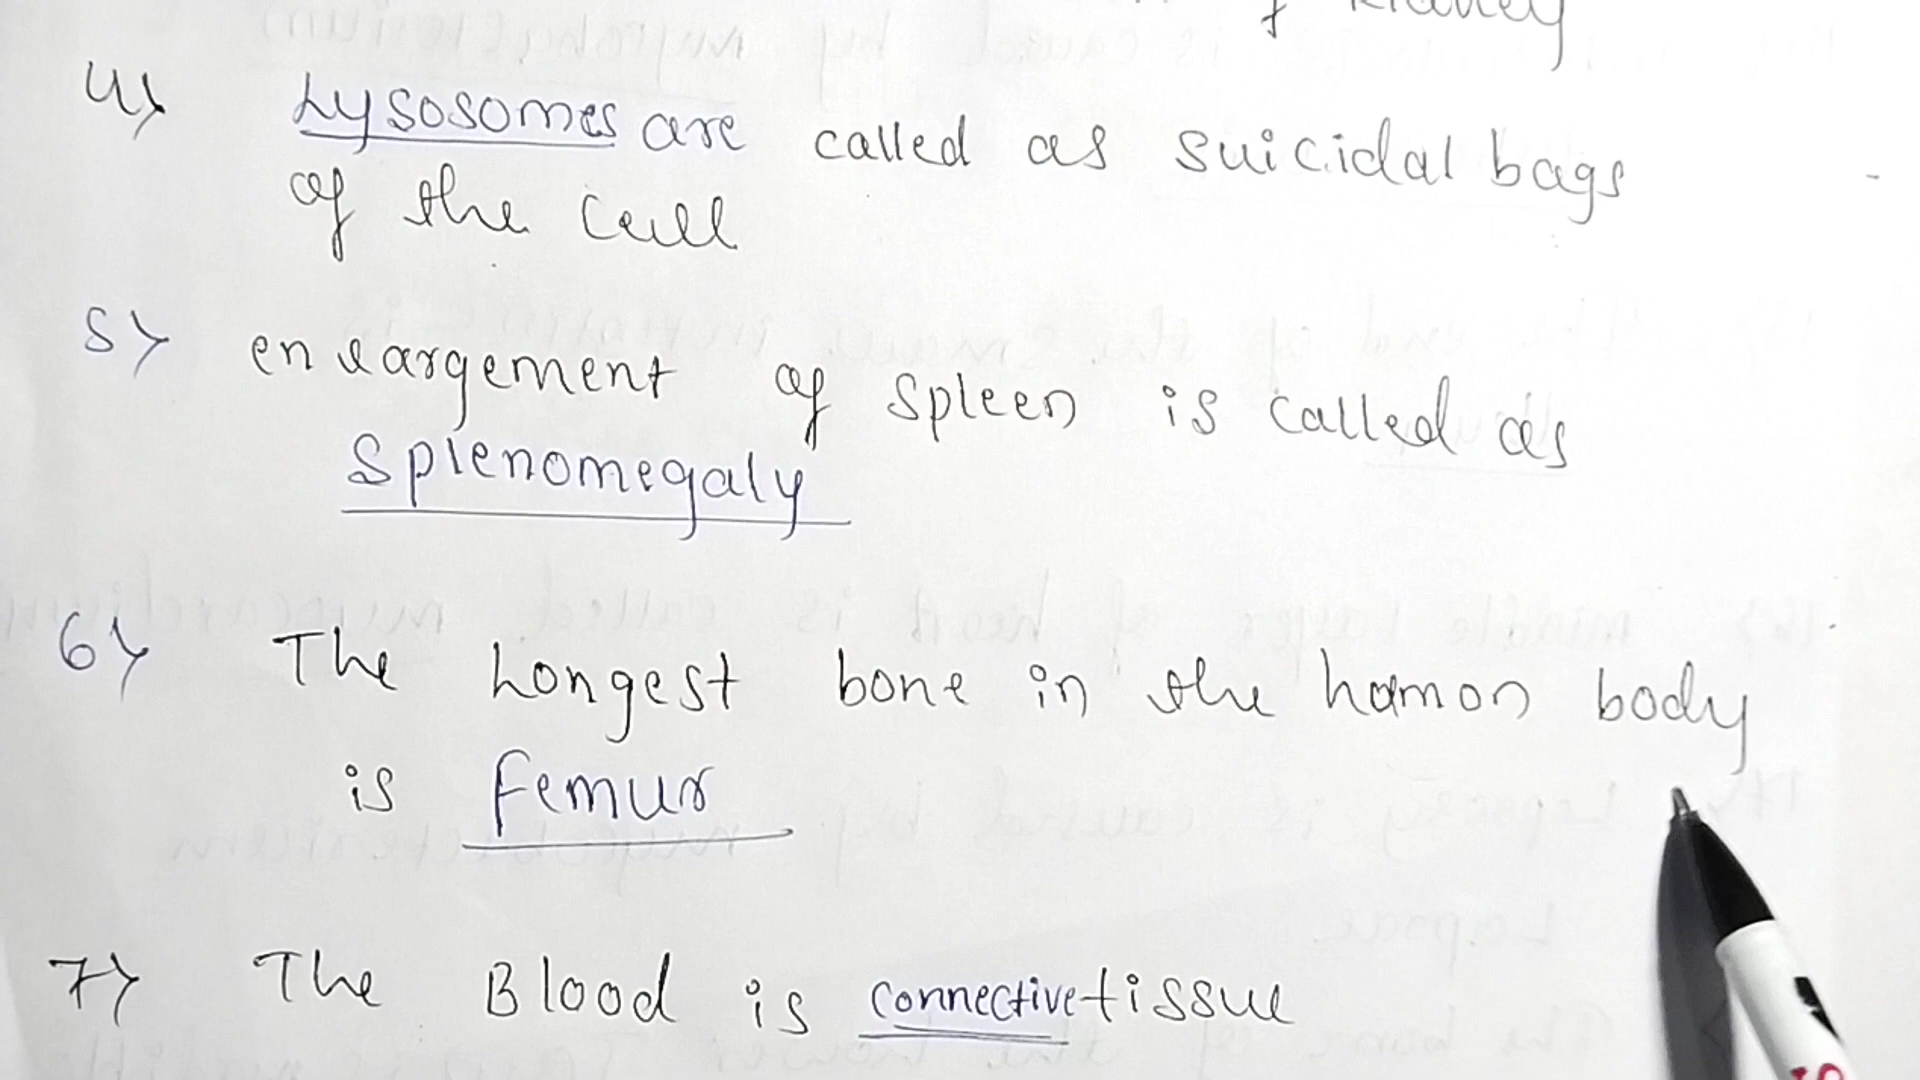 kidney
4) Lysosomes are called as suicidal bags
of the cell
5) enlargement of spleen is called as
Splenomegaly
6) The Longest bone in the human body
is Femur
7) The Blood is connective tissue